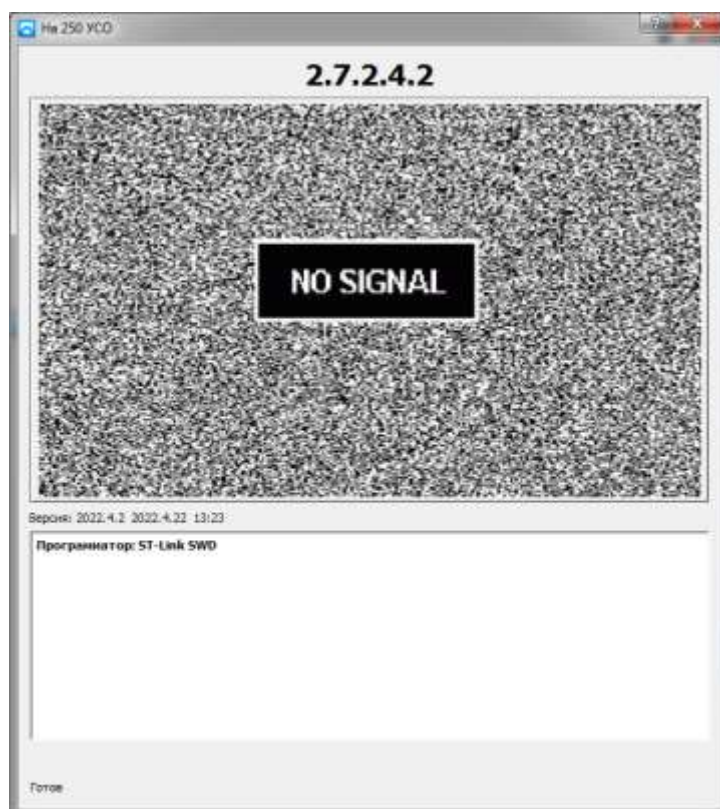 На 250 УСО
2.7.2.4.2
NO SIGNAL
Версия: 2022.4.2 2022.4.22 13:23
Программатор: ST-Link SWD
Готов